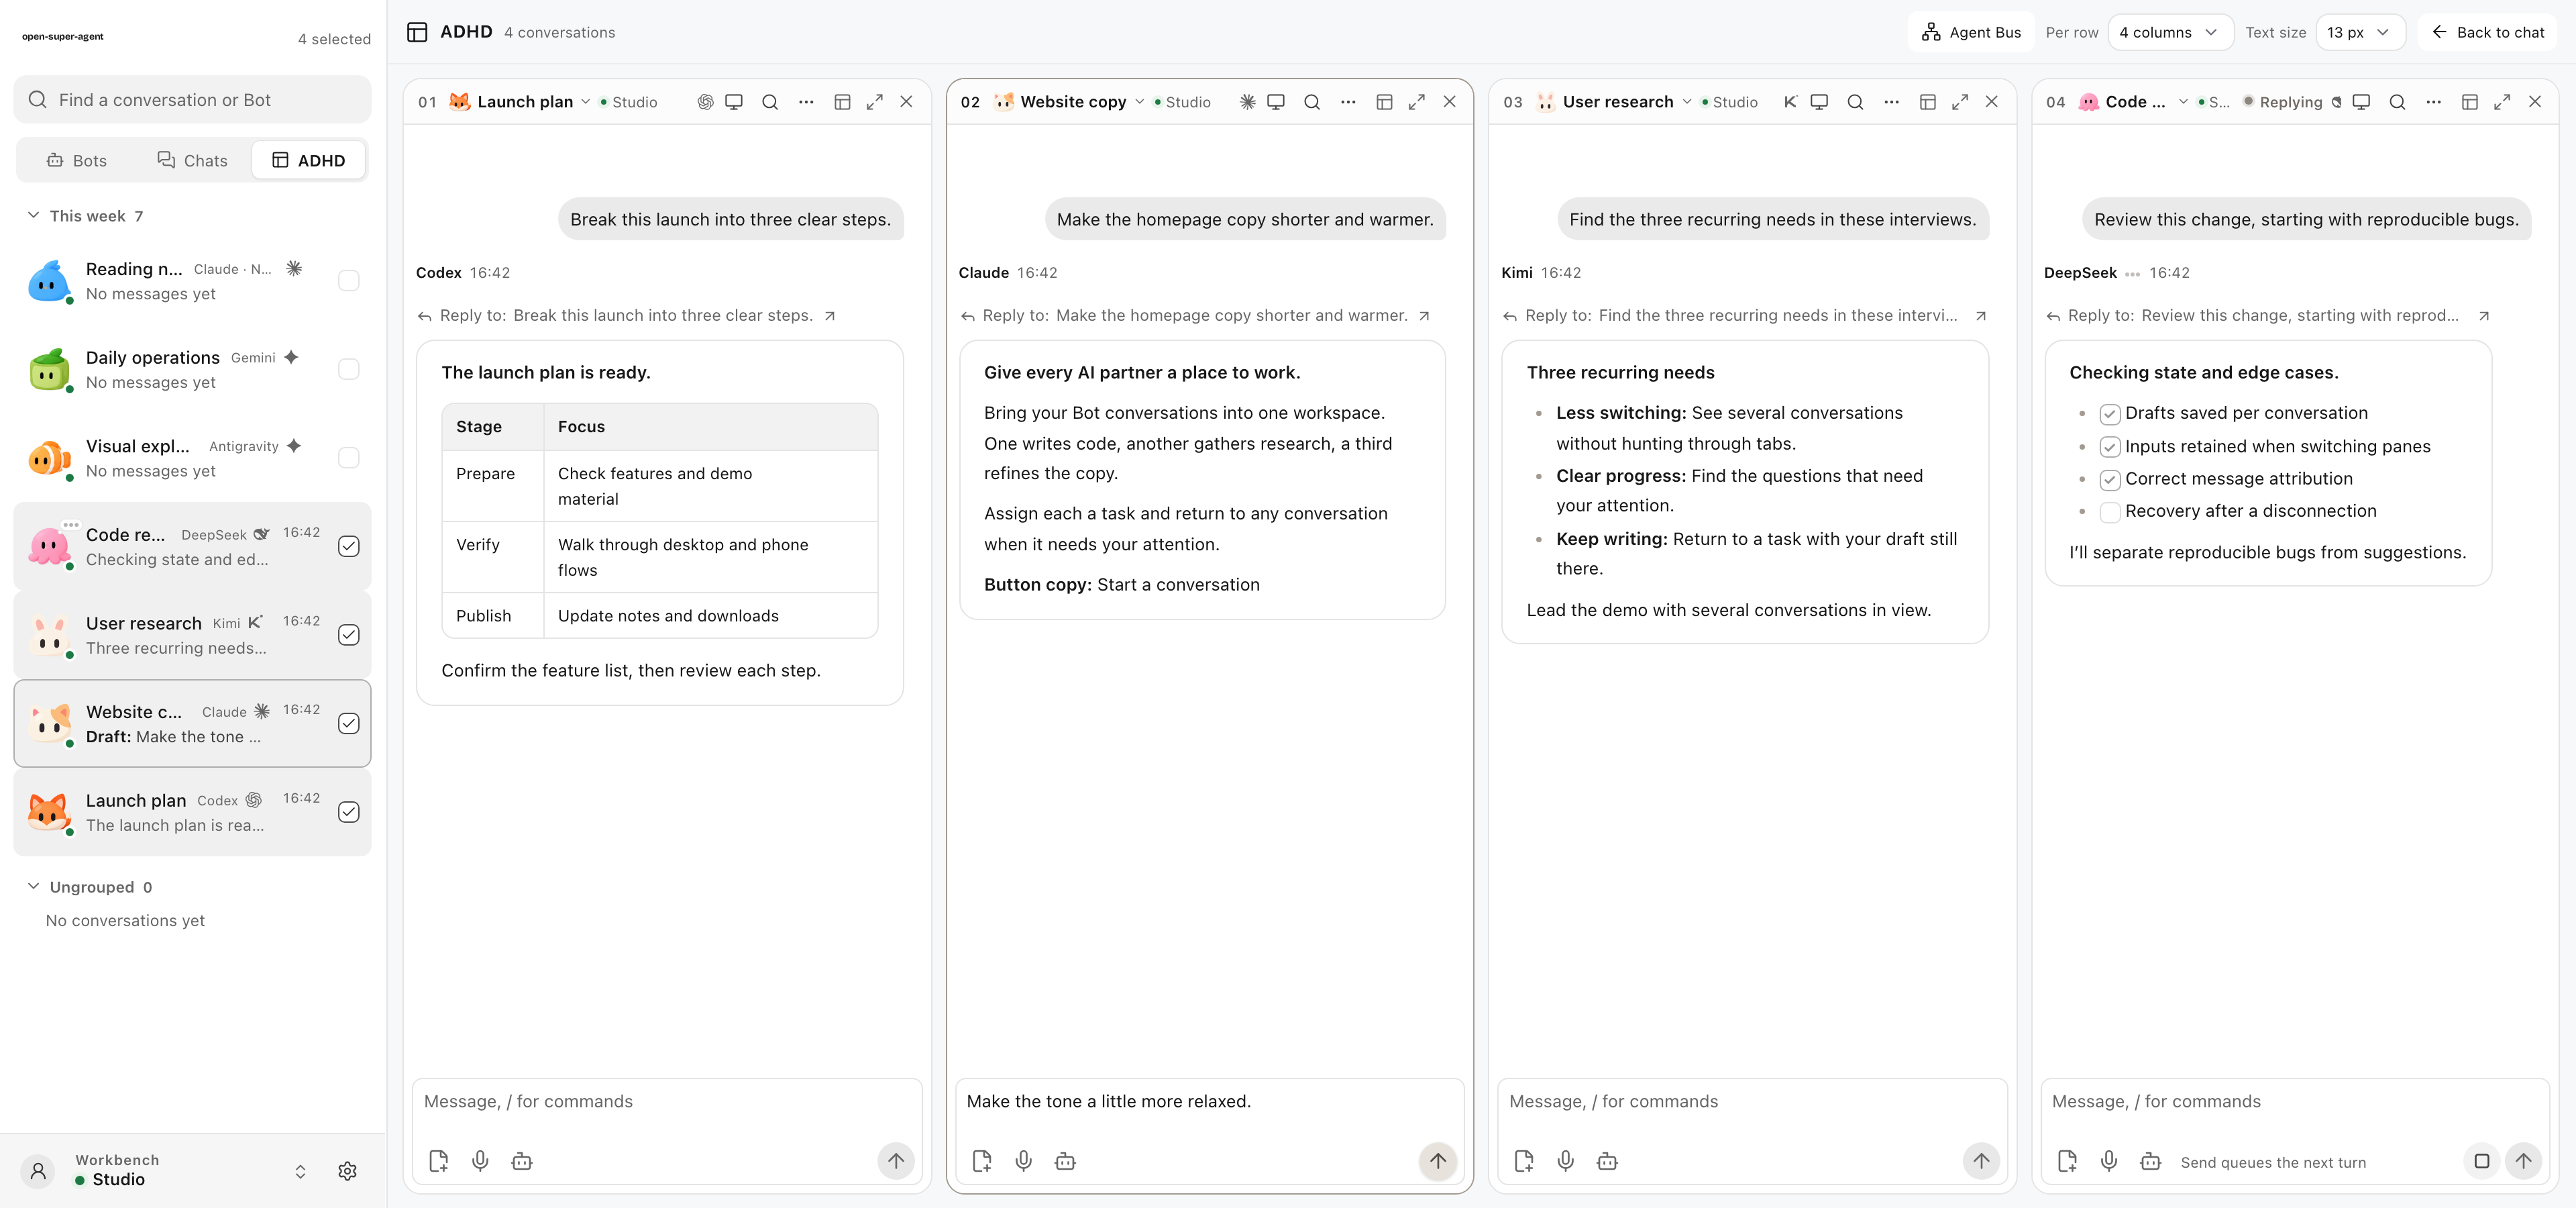 open-super-agent
4 selected
Find a conversation or Bot
Bots
Chats
ADHD
This week 7
Reading n... Claude · N...
No messages yet
Daily operations Gemini
No messages yet
Visual expl... Antigravity
No messages yet
Code re... DeepSeek 16:42
Checking state and ed...
User research Kimi 16:42
Three recurring needs...
Website c... Claude 16:42
Draft: Make the tone ...
Launch plan Codex 16:42
The launch plan is rea...
Ungrouped 0
No conversations yet
Workbench
Studio
ADHD 4 conversations
Agent Bus
Per row 4 columns
Text size 13 px
Back to chat
01 Launch plan Studio
Break this launch into three clear steps.
Codex 16:42
Reply to: Break this launch into three clear steps.
The launch plan is ready.
Stage Focus
Prepare Check features and demo
material
Verify Walk through desktop and phone
flows
Publish Update notes and downloads
Confirm the feature list, then review each step.
Message, / for commands
02 Website copy Studio
Make the homepage copy shorter and warmer.
Claude 16:42
Reply to: Make the homepage copy shorter and warmer.
Give every AI partner a place to work.
Bring your Bot conversations into one workspace.
One writes code, another gathers research, a third
refines the copy.
Assign each a task and return to any conversation
when it needs your attention.
Button copy: Start a conversation
Make the tone a little more relaxed.
03 User research Studio
Find the three recurring needs in these interviews.
Kimi 16:42
Reply to: Find the three recurring needs in these intervi...
Three recurring needs
Less switching: See several conversations
without hunting through tabs.
Clear progress: Find the questions that need
your attention.
Keep writing: Return to a task with your draft still
there.
Lead the demo with several conversations in view.
Message, / for commands
04 Code ... S... Replying
Review this change, starting with reproducible bugs.
DeepSeek 16:42
Reply to: Review this change, starting with reprod...
Checking state and edge cases.
Drafts saved per conversation
Inputs retained when switching panes
Correct message attribution
Recovery after a disconnection
I’ll separate reproducible bugs from suggestions.
Message, / for commands
Send queues the next turn